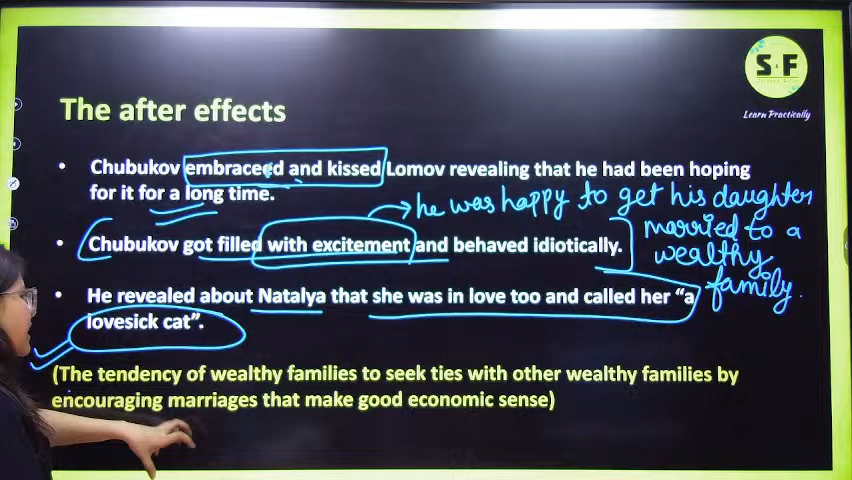 S & F
Learn Practically
The after effects
• Chubukov embraceed and kissed Lomov revealing that he had been hoping
for it for a long time.
he was happy to get his daughter
married to a
wealthy
family.
• Chubukov got filled with excitement and behaved idiotically.
• He revealed about Natalya that she was in love too and called her “a
lovesick cat”.
(The tendency of wealthy families to seek ties with other wealthy families by
encouraging marriages that make good economic sense)